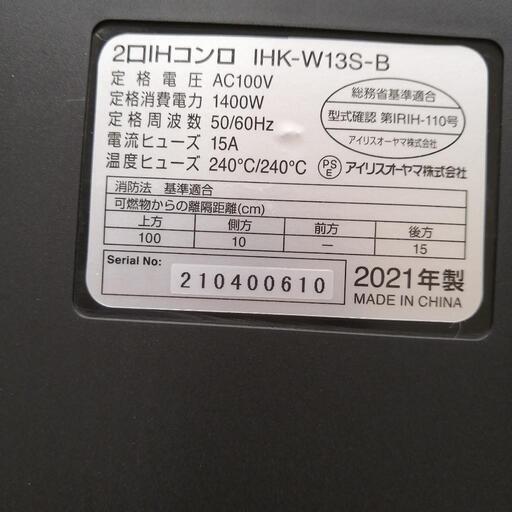 2口IHコンロ IHK-W13S-B
定格電圧 AC100V
定格消費電力 1400W
定格周波数 50/60Hz
電流ヒューズ 15A
温度ヒューズ 240℃/240℃
総務省基準適合
型式確認 第IRIH-110号
アイリスオーヤマ株式会社
PSE アイリスオーヤマ株式会社
消防法 基準適合
可燃物からの離隔距離(cm)
上方 側方 前方 後方
100 10 － 15
Serial No: 210400610
2021年製
MADE IN CHINA